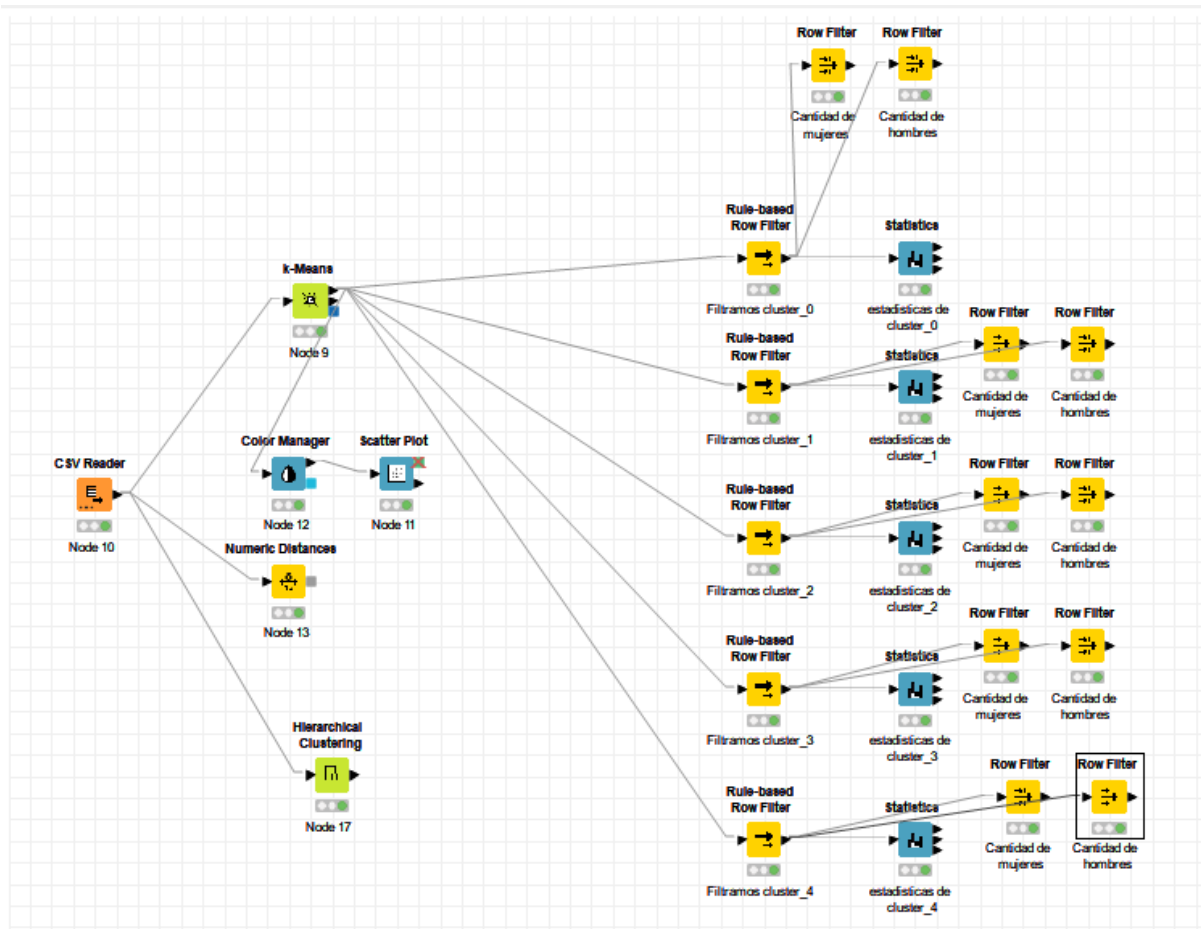 Row Filter
Row Filter
Cantidad de
mujeres
Cantidad de
hombres
Rule-based
Row Filter
Statistics
k-Means
Node 9
Filtramos cluster_0
estadisticas de
cluster_0
Row Filter
Row Filter
Rule-based
Row Filter
Statistics
Cantidad de
mujeres
Cantidad de
hombres
Filtramos cluster_1
estadisticas de
cluster_1
Color Manager
Scatter Plot
CSV Reader
Node 10
Node 12
Node 11
Row Filter
Row Filter
Rule-based
Row Filter
Statistics
Cantidad de
mujeres
Cantidad de
hombres
Numeric Distances
Node 13
Filtramos cluster_2
estadisticas de
cluster_2
Row Filter
Row Filter
Rule-based
Row Filter
Statistics
Cantidad de
mujeres
Cantidad de
hombres
Filtramos cluster_3
estadisticas de
cluster_3
Hierarchical
Clustering
Node 17
Row Filter
Row Filter
Rule-based
Row Filter
Statistics
Cantidad de
mujeres
Cantidad de
hombres
Filtramos cluster_4
estadisticas de
cluster_4